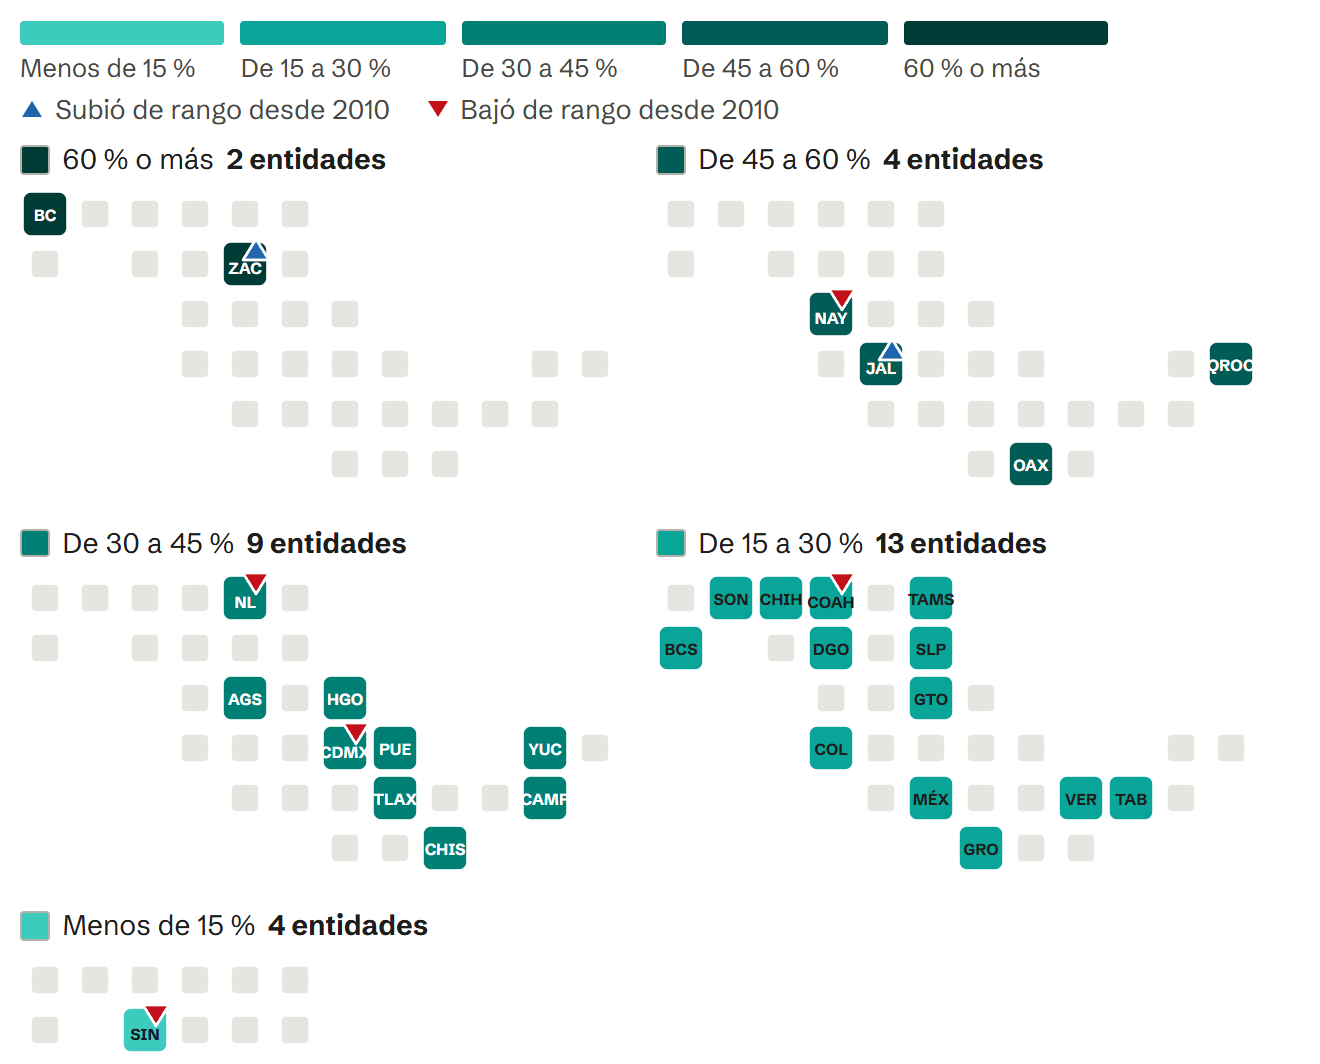 Menos de 15 % De 15 a 30 % De 30 a 45 % De 45 a 60 % 60 % o más
Subió de rango desde 2010 Bajó de rango desde 2010
60 % o más 2 entidades
BC
ZAC
De 45 a 60 % 4 entidades
NAY
JAL QROO
OAX
De 30 a 45 % 9 entidades
NL
AGS HGO
CDMX PUE YUC
TLAX CAMP
CHIS
De 15 a 30 % 13 entidades
SON CHIH COAH TAMS
BCS DGO SLP
GTO
COL
MÉX VER TAB
GRO
Menos de 15 % 4 entidades
SIN